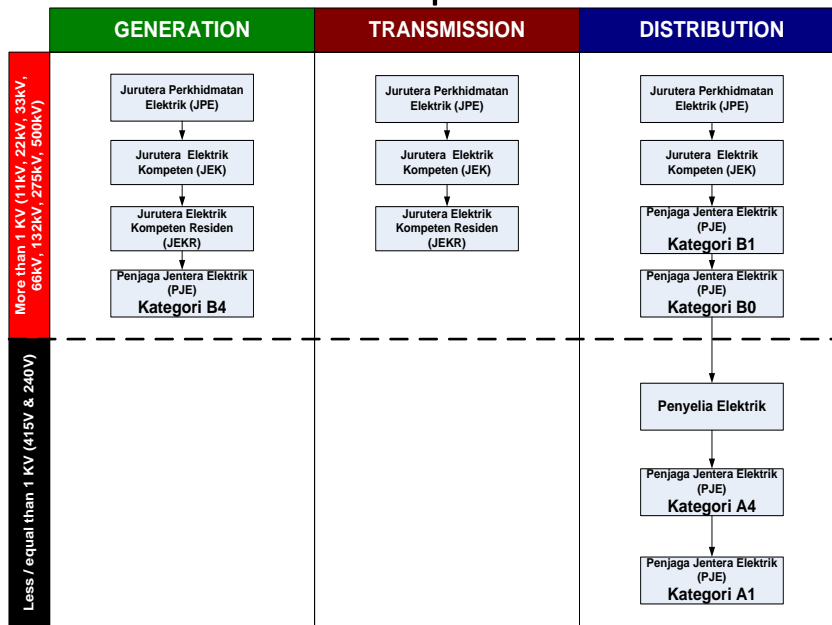 GENERATION
TRANSMISSION
DISTRIBUTION
More than 1 KV (11kV, 22kV, 33kV,
66kV, 132kV, 275kV, 500kV)
Jurutera Perkhidmatan
Elektrik (JPE)
Jurutera Elektrik
Kompeten (JEK)
Jurutera Elektrik
Kompeten Residen
(JEKR)
Penjaga Jentera Elektrik
(PJE)
Kategori B4
Jurutera Perkhidmatan
Elektrik (JPE)
Jurutera Elektrik
Kompeten (JEK)
Jurutera Elektrik
Kompeten Residen
(JEKR)
Jurutera Perkhidmatan
Elektrik (JPE)
Jurutera Elektrik
Kompeten (JEK)
Penjaga Jentera Elektrik
(PJE)
Kategori B1
Penjaga Jentera Elektrik
(PJE)
Kategori B0
Less / equal than 1 KV (415V & 240V)
Penyelia Elektrik
Penjaga Jentera Elektrik
(PJE)
Kategori A4
Penjaga Jentera Elektrik
(PJE)
Kategori A1